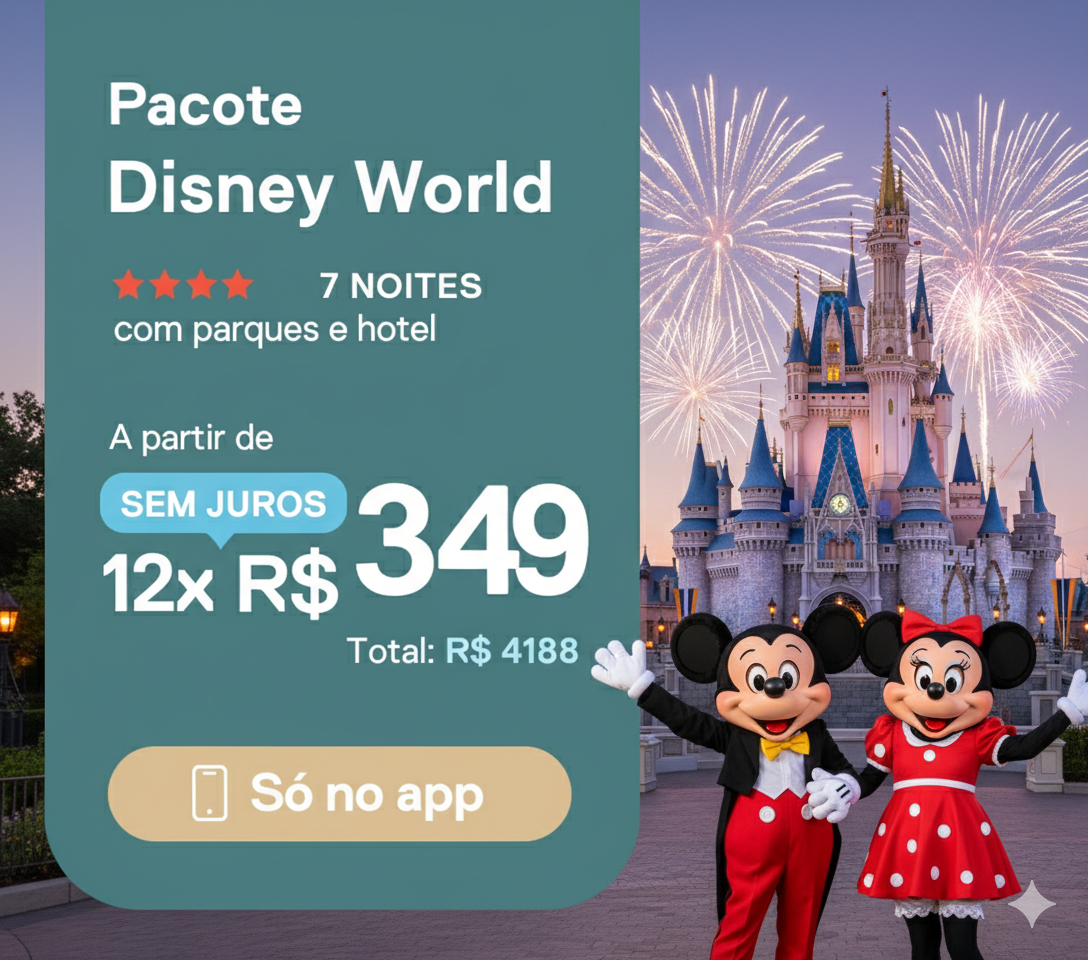 Pacote
Disney World
7 NOITES
com parques e hotel
A partir de
SEM JUROS
12x R$ 349
Total: R$ 4188
Só no app